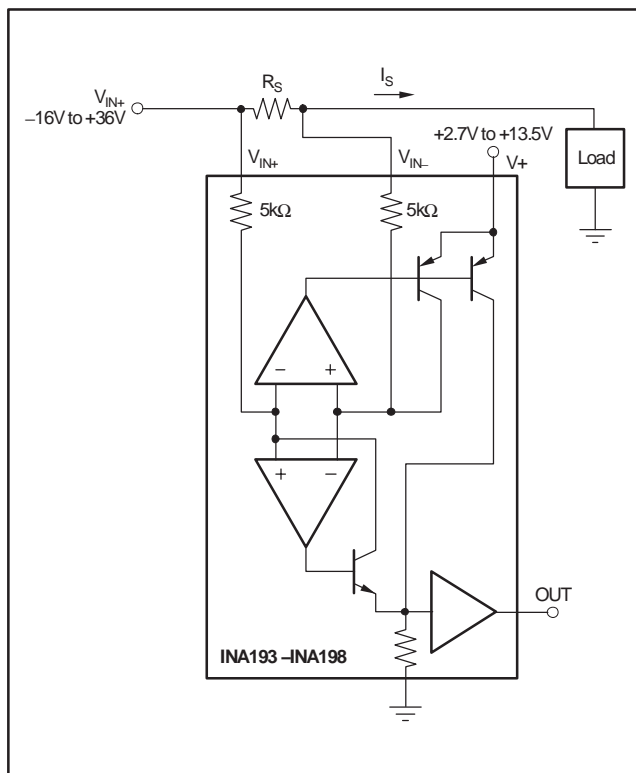 R_S
I_S
V_IN+
–16V to +36V
+2.7V to +13.5V
V_IN+
V_IN–
V+
Load
5kΩ
5kΩ
–
+
+
–
OUT
INA193 –INA198